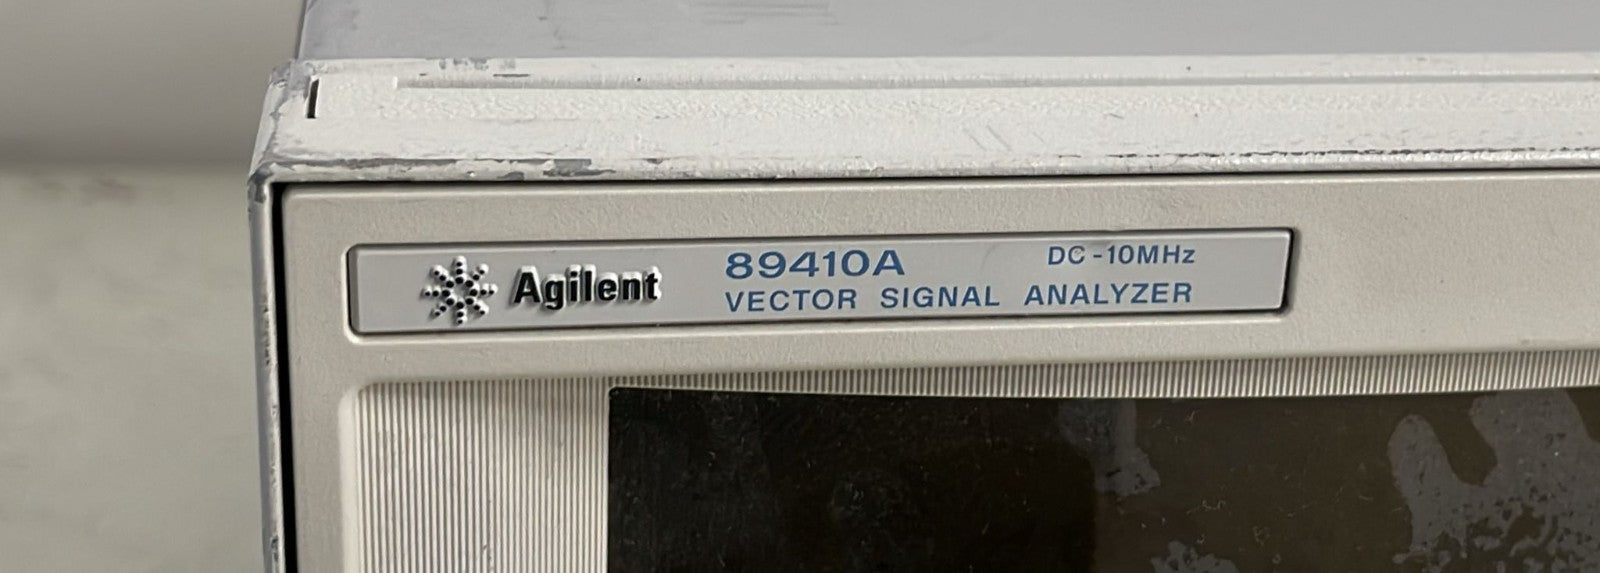 Agilent
89410A DC-10MHz
VECTOR SIGNAL ANALYZER